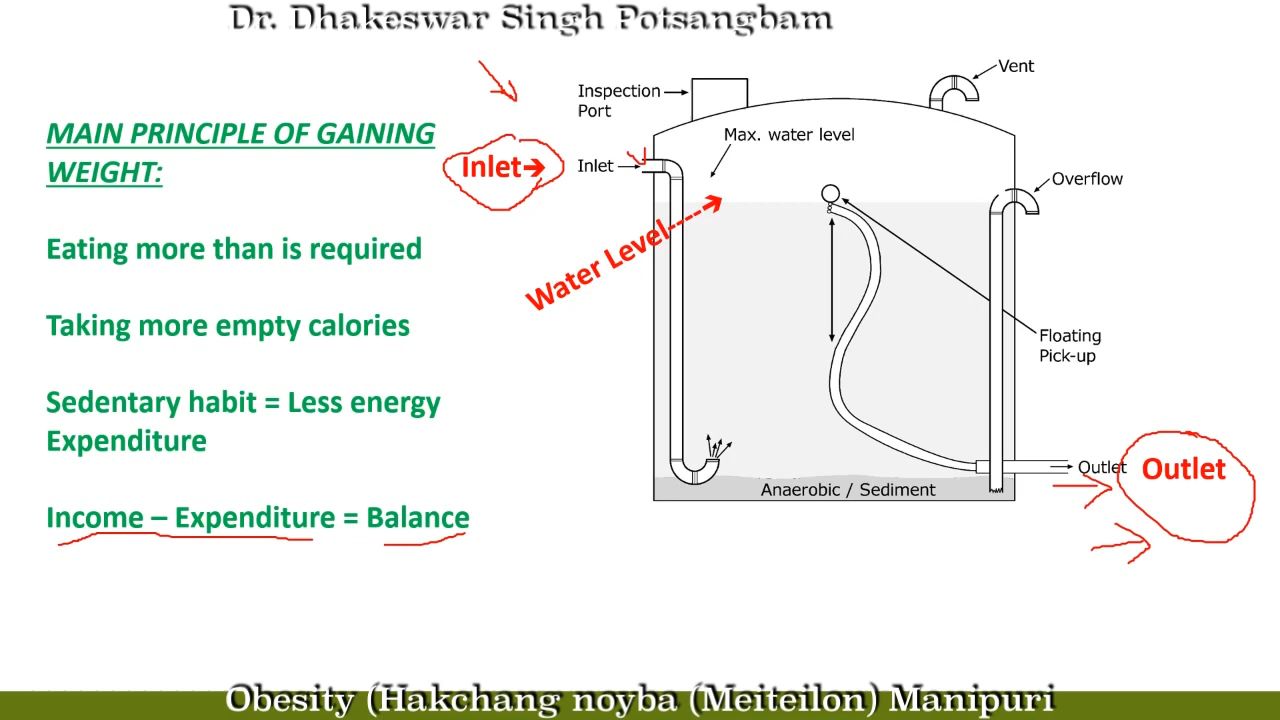 Dr. Dhakeswar Singh Potsangbam
MAIN PRINCIPLE OF GAINING
WEIGHT:
Eating more than is required
Taking more empty calories
Sedentary habit = Less energy
Expenditure
Income – Expenditure = Balance
Inlet➔
Water Level-----➔
Outlet
Inspection
Port
Vent
Max. water level
Inlet
Overflow
Floating
Pick-up
Outlet
Anaerobic / Sediment
Obesity (Hakchang noyba (Meiteilon) Manipuri